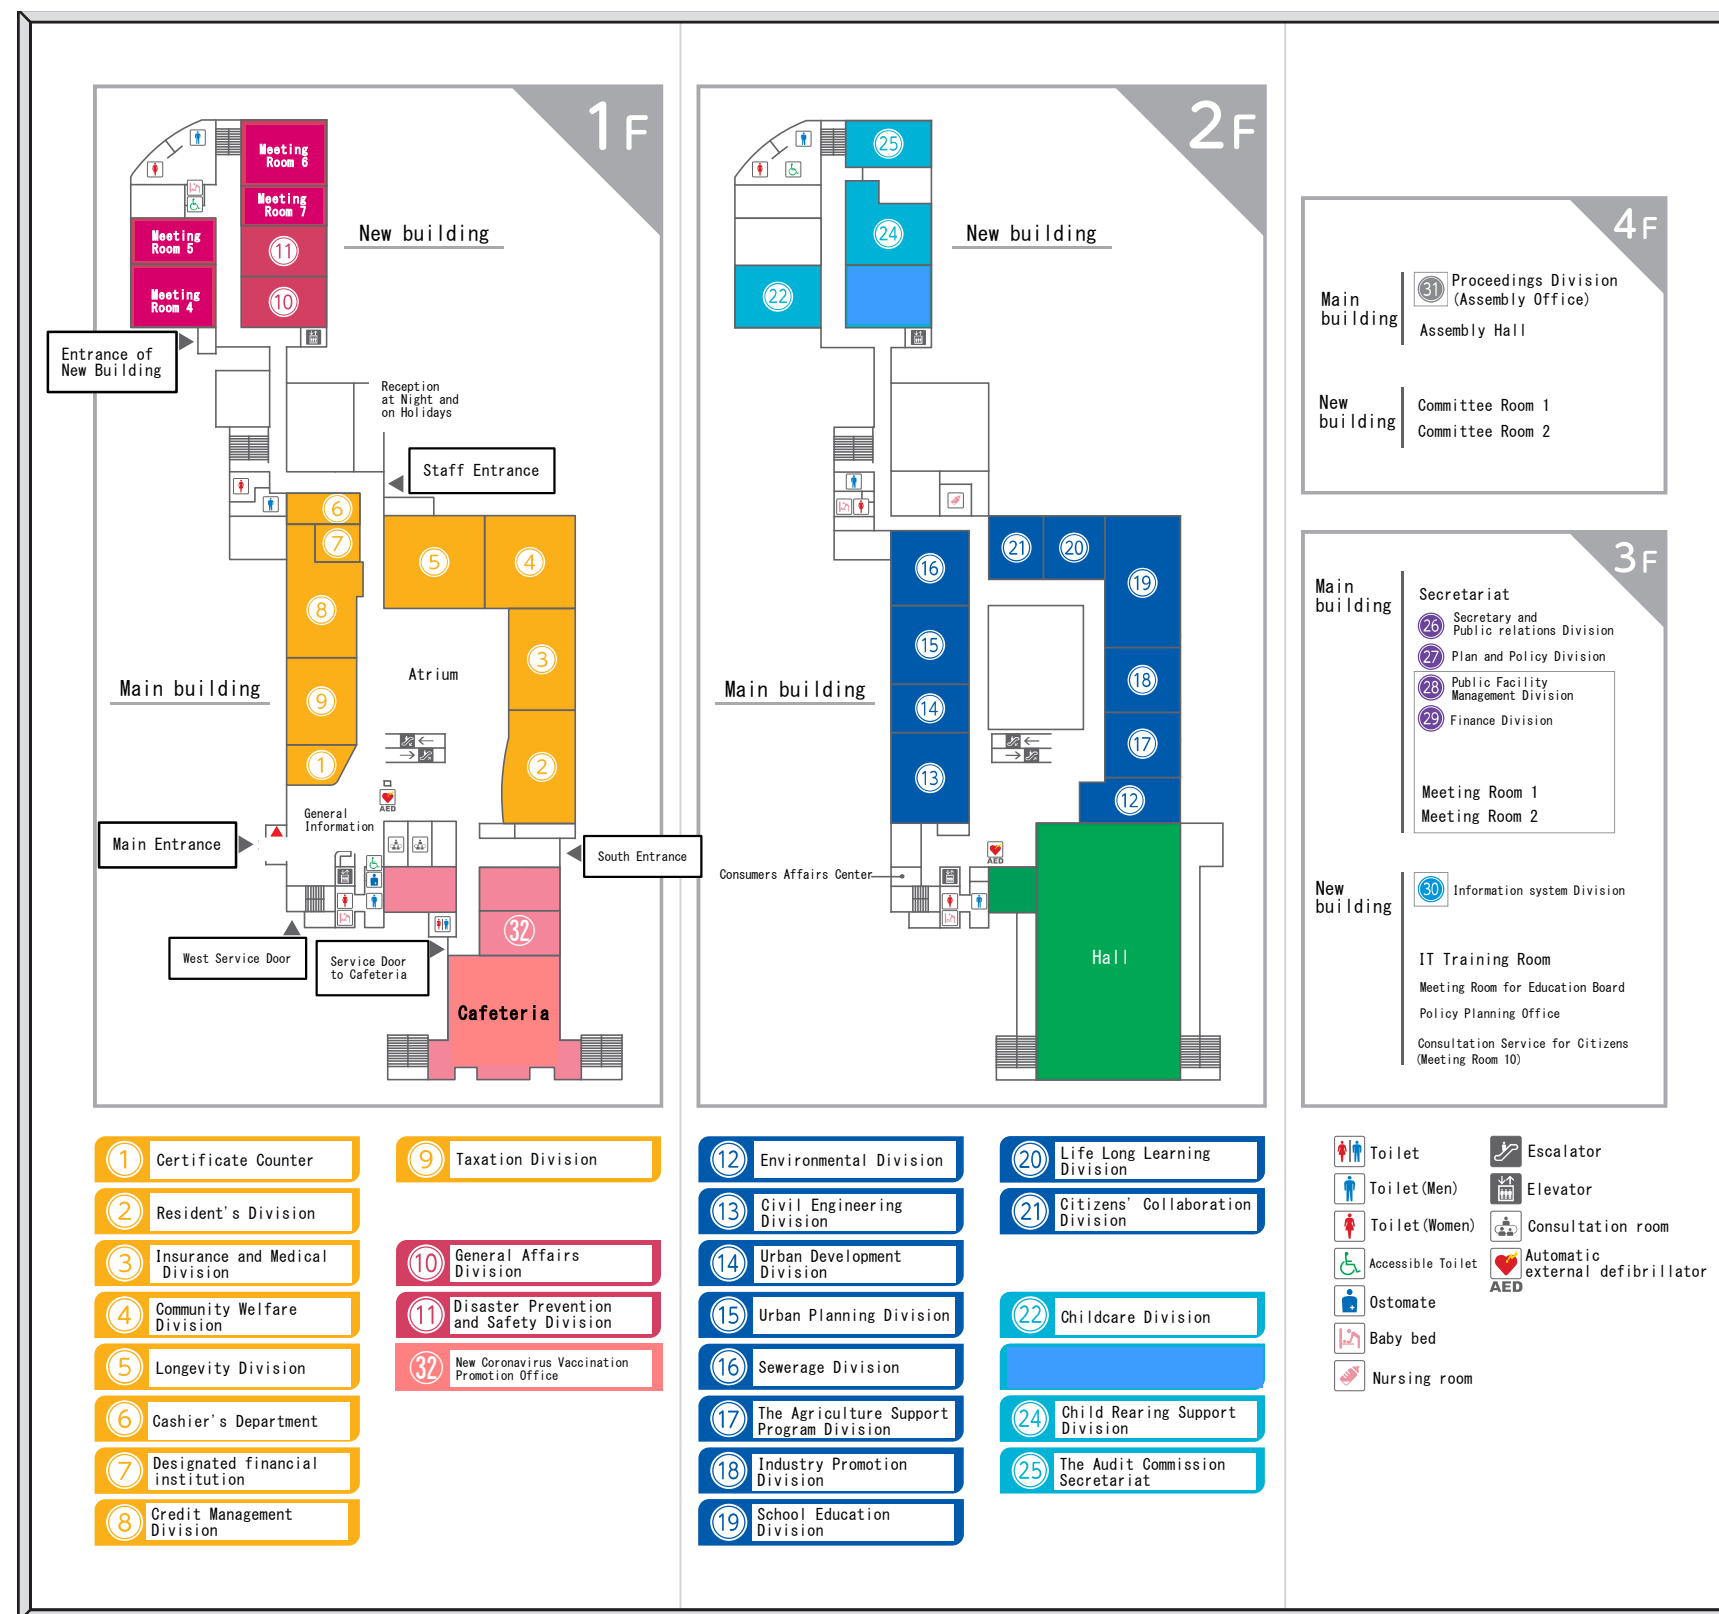 1F
Meeting
Room 6
Meeting
Room 7
Meeting
Room 5
11
Meeting
Room 4
10
New building
Entrance of
New Building
Reception
at Night and
on Holidays
Staff Entrance
6
7
5
4
8
3
Atrium
Main building
9
1
2
AED
General
Information
Main Entrance
South Entrance
32
West Service Door
Service Door
to Cafeteria
Cafeteria
2F
25
24
New building
22
16
21
20
19
15
18
Main building
14
17
13
12
AED
Consumers Affairs Center
Hall
4F
Main
building
31 Proceedings Division
(Assembly Office)
Assembly Hall
New
building
Committee Room 1
Committee Room 2
3F
Main
building
Secretariat
26 Secretary and
Public relations Division
27 Plan and Policy Division
28 Public Facility
Management Division
29 Finance Division
Meeting Room 1
Meeting Room 2
New
building
30 Information system Division
IT Training Room
Meeting Room for Education Board
Policy Planning Office
Consultation Service for Citizens
(Meeting Room 10)
1 Certificate Counter
2 Resident's Division
3 Insurance and Medical
Division
4 Community Welfare
Division
5 Longevity Division
6 Cashier's Department
7 Designated financial
institution
8 Credit Management
Division
9 Taxation Division
10 General Affairs
Division
11 Disaster Prevention
and Safety Division
32 New Coronavirus Vaccination
Promotion Office
12 Environmental Division
13 Civil Engineering
Division
14 Urban Development
Division
15 Urban Planning Division
16 Sewerage Division
17 The Agriculture Support
Program Division
18 Industry Promotion
Division
19 School Education
Division
20 Life Long Learning
Division
21 Citizens' Collaboration
Division
22 Childcare Division
24 Child Rearing Support
Division
25 The Audit Commission
Secretariat
Toilet
Toilet(Men)
Toilet(Women)
Accessible Toilet
Ostomate
Baby bed
Nursing room
Escalator
Elevator
Consultation room
Automatic
external defibrillator
AED